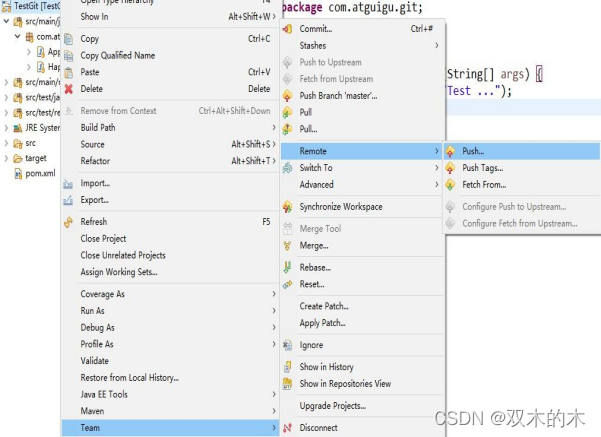 TestGit [TestG
src/main/j
com.at
App
Hap
src/main/r
src/test/ja
src/test/re
JRE System
src
target
pom.xml
Open Type Hierarchy F4
Show In Alt+Shift+W >
Copy Ctrl+C
Copy Qualified Name
Paste Ctrl+V
Delete Delete
Remove from Context Ctrl+Alt+Shift+Down
Build Path >
Source Alt+Shift+S >
Refactor Alt+Shift+T >
Import...
Export...
Refresh F5
Close Project
Close Unrelated Projects
Assign Working Sets...
Coverage As >
Run As >
Debug As >
Profile As >
Validate
Restore from Local History...
Java EE Tools >
Maven >
Team >
package com.atguigu.git;
String[] args) {
Test ...");
Commit... Ctrl+#
Stashes >
Push to Upstream
Fetch from Upstream
Push Branch 'master'...
Pull
Pull...
Remote >
Switch To >
Advanced >
Synchronize Workspace
Merge Tool
Merge...
Rebase...
Reset...
Create Patch...
Apply Patch...
Ignore
Show in History
Show in Repositories View
Upgrade Projects...
Disconnect
Push...
Push Tags...
Fetch From...
Configure Push to Upstream...
Configure Fetch from Upstream...
CSDN @双木的木